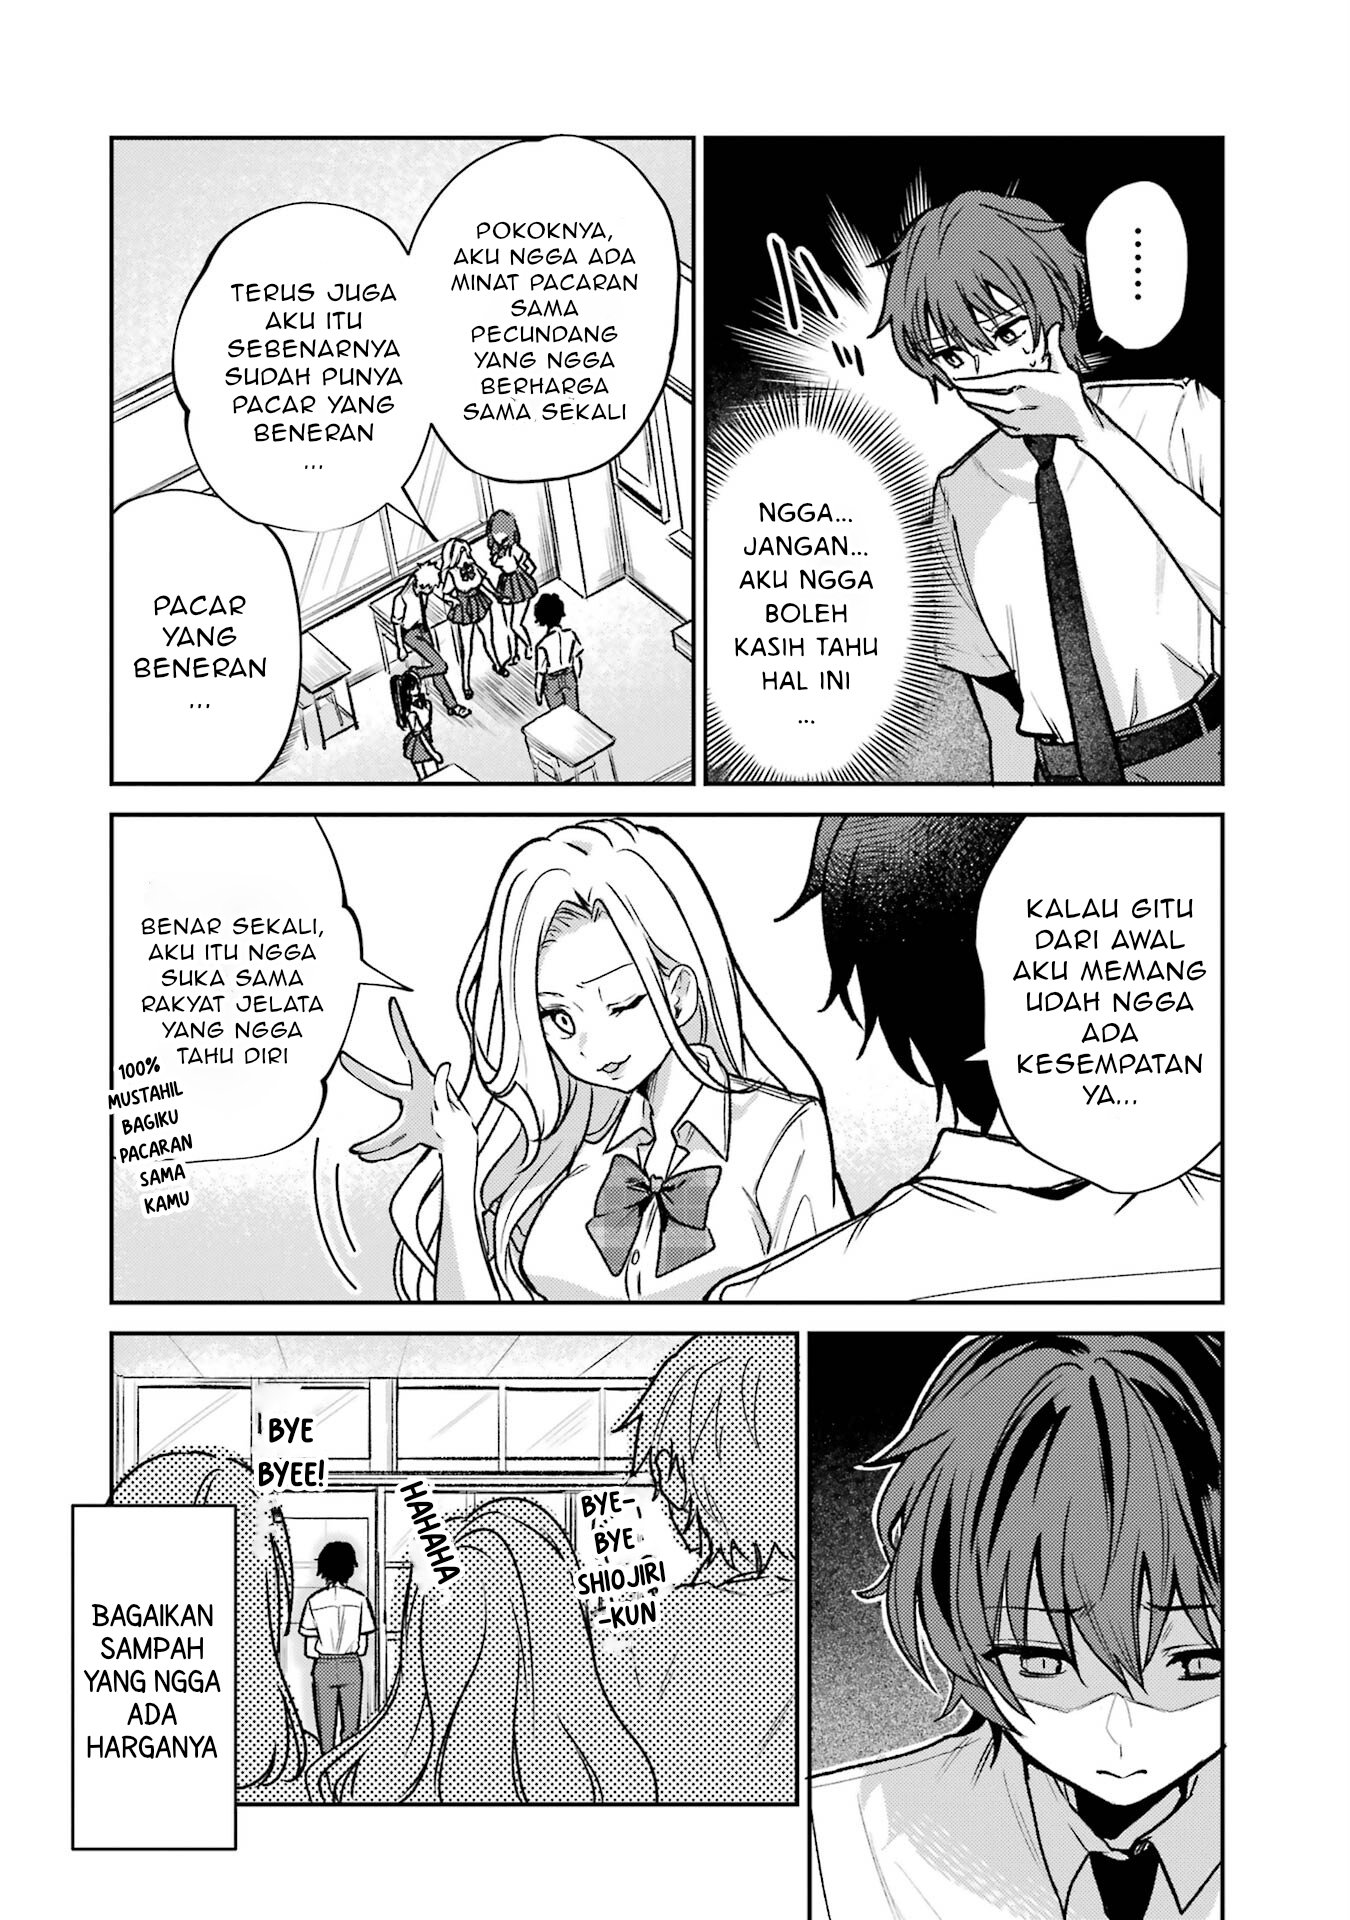 ......
NGGA...
JANGAN...
AKU NGGA
BOLEH
KASIH TAHU
HAL INI
...
POKOKNYA,
AKU NGGA ADA
MINAT PACARAN
SAMA
PECUNDANG
YANG NGGA
BERHARGA
SAMA SEKALI
TERUS JUGA
AKU ITU
SEBENARNYA
SUDAH PUNYA
PACAR YANG
BENERAN
...
PACAR
YANG
BENERAN
...
KALAU GITU
DARI AWAL
AKU MEMANG
UDAH NGGA
ADA
KESEMPATAN
YA...
BENAR SEKALI,
AKU ITU NGGA
SUKA SAMA
RAKYAT JELATA
YANG NGGA
TAHU DIRI
100%
MUSTAHIL
BAGIKU
PACARAN
SAMA
KAMU
BYE-
BYE
SHIOJIRI
-KUN
HAHAHA
BYE
BYEE!
BAGAIKAN
SAMPAH
YANG NGGA
ADA
HARGANYA